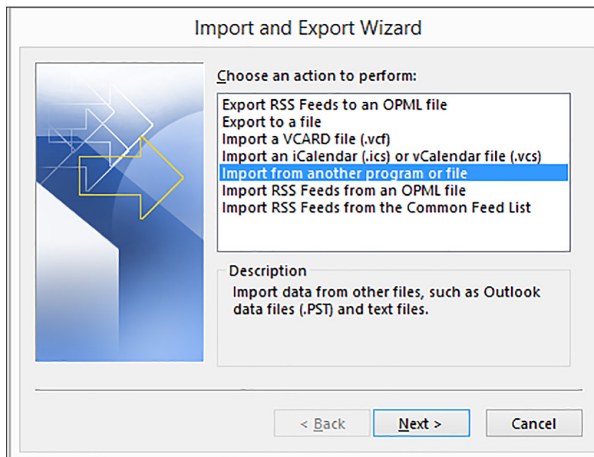 Import and Export Wizard
Choose an action to perform:
Export RSS Feeds to an OPML file
Export to a file
Import a VCARD file (.vcf)
Import an iCalendar (.ics) or vCalendar file (.vcs)
Import from another program or file
Import RSS Feeds from an OPML file
Import RSS Feeds from the Common Feed List
Description
Import data from other files, such as Outlook
data files (.PST) and text files.
< Back Next > Cancel